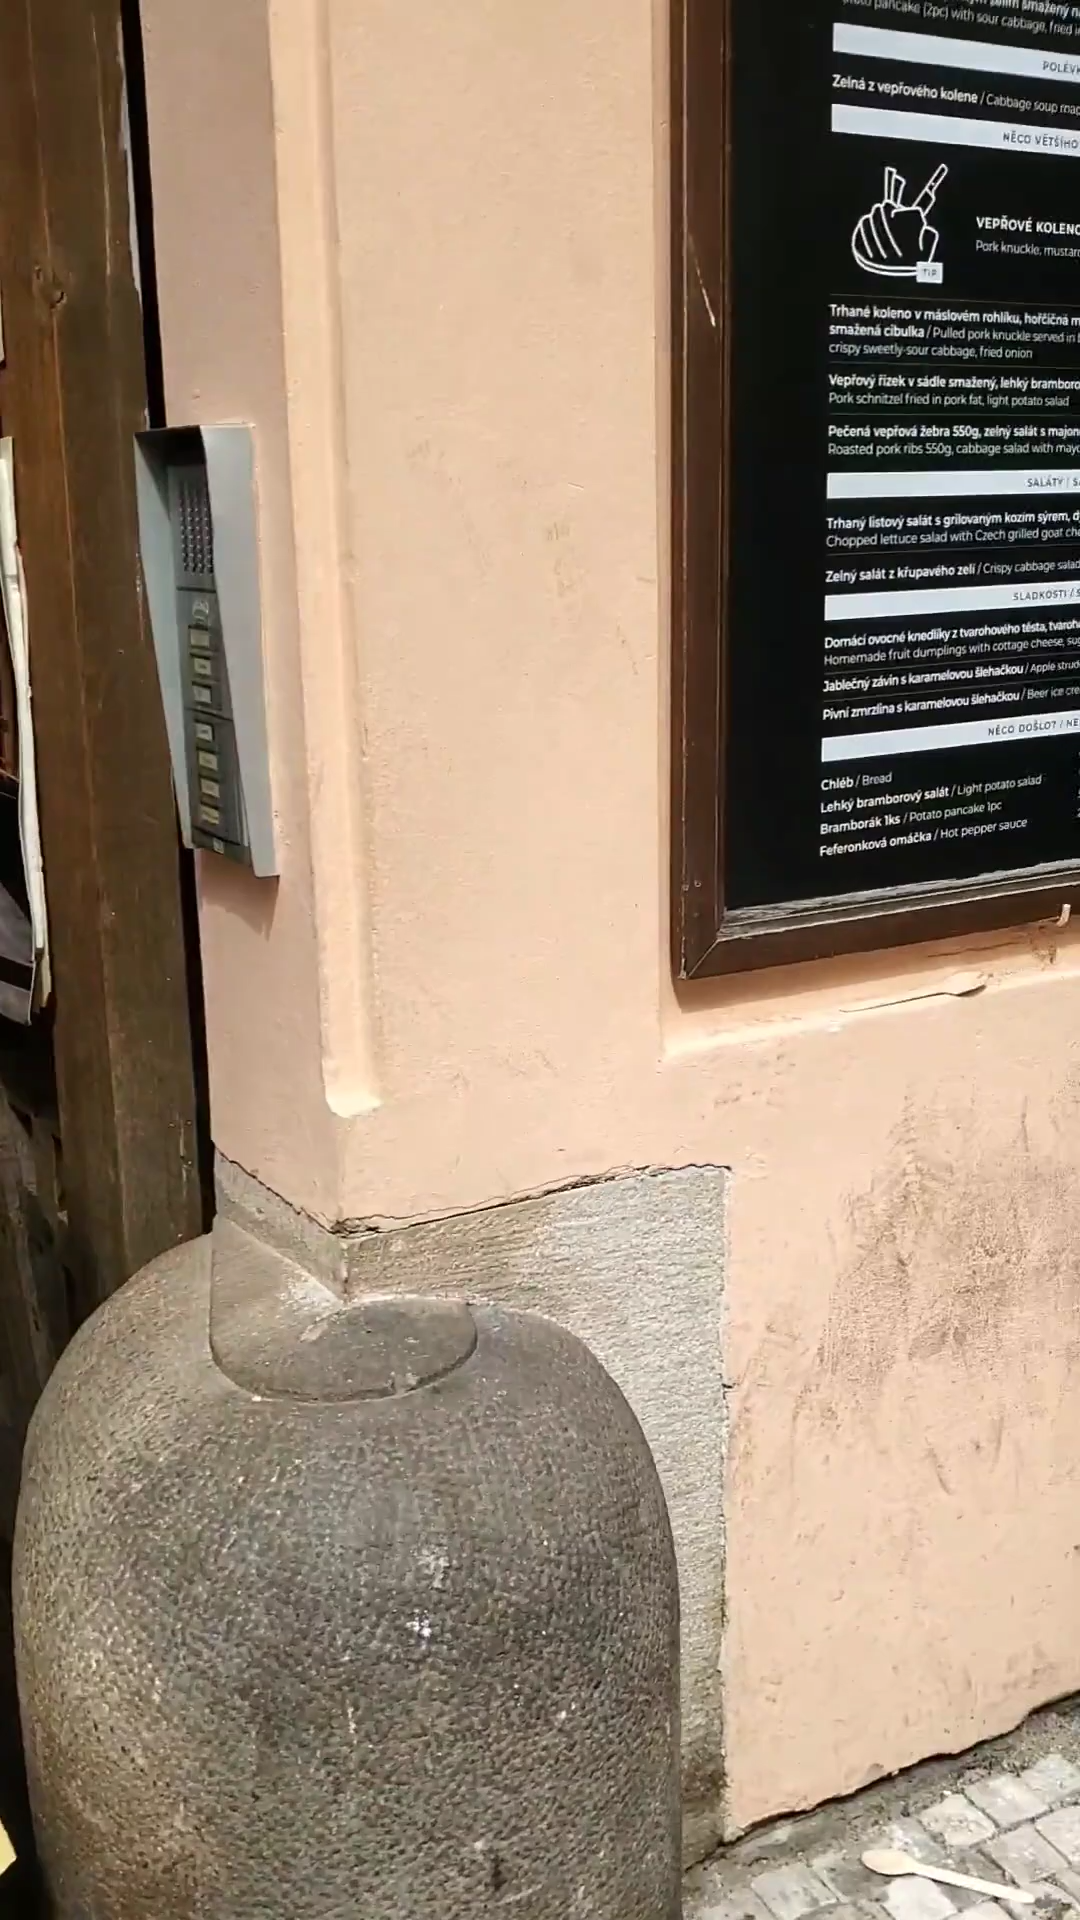 pancake (2pc) with sour cabbage, fried
POLÉVK
Zelná z vepřového kolene / Cabbage soup
NĚCO VĚTŠÍHO
TIP
VEPŘOVÉ KOLENO
Pork knuckle, mustard
Trhané koleno v máslovém rohlíku, hořčičná m
smažená cibulka / Pulled pork knuckle served in
crispy sweetly-sour cabbage, fried onion
Vepřový řízek v sádle smažený, lehký bramboro
Pork schnitzel fried in pork fat, light potato salad
Pečená vepřová žebra 550g, zelný salát s majon
Roasted pork ribs 550g, cabbage salad with mayo
SALÁTY / S
Trhaný listový salát s grilovaným kozím sýrem, d
Chopped lettuce salad with Czech grilled goat che
Zelný salát z křupavého zelí / Crispy cabbage salad
SLADKOSTI / S
Domácí ovocné knedlíky z tvarohového těsta, tvaroh
Homemade fruit dumplings with cottage cheese, su
Jablečný závin s karamelovou šlehačkou / Apple strud
Pivní zmrzlina s karamelovou šlehačkou / Beer ice cre
NĚCO DOŠLO? / NE
Chléb / Bread
Lehký bramborový salát / Light potato salad
Bramborák 1ks / Potato pancake 1pc
Feferonková omáčka / Hot pepper sauce